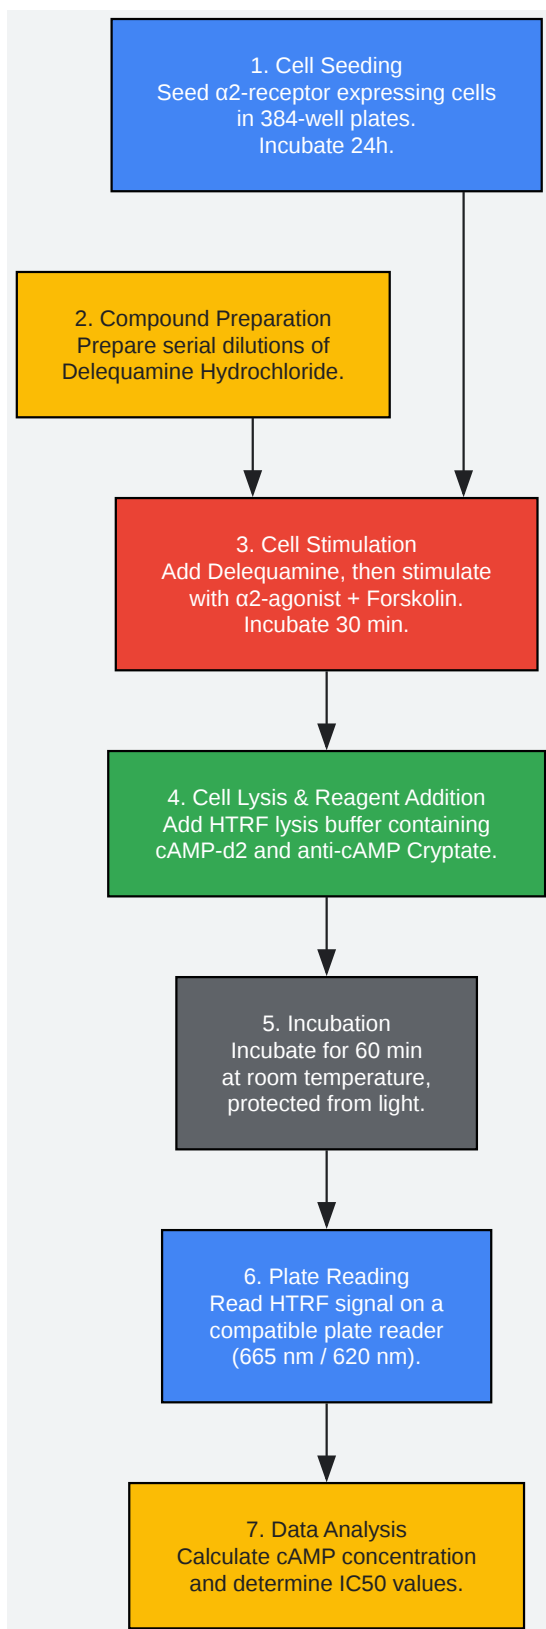 1. Cell Seeding
Seed α2-receptor expressing cells
in 384-well plates.
Incubate 24h.
2. Compound Preparation
Prepare serial dilutions of
Delequamine Hydrochloride.
3. Cell Stimulation
Add Delequamine, then stimulate
with α2-agonist + Forskolin.
Incubate 30 min.
4. Cell Lysis & Reagent Addition
Add HTRF lysis buffer containing
cAMP-d2 and anti-cAMP Cryptate.
5. Incubation
Incubate for 60 min
at room temperature,
protected from light.
6. Plate Reading
Read HTRF signal on a
compatible plate reader
(665 nm / 620 nm).
7. Data Analysis
Calculate cAMP concentration
and determine IC50 values.